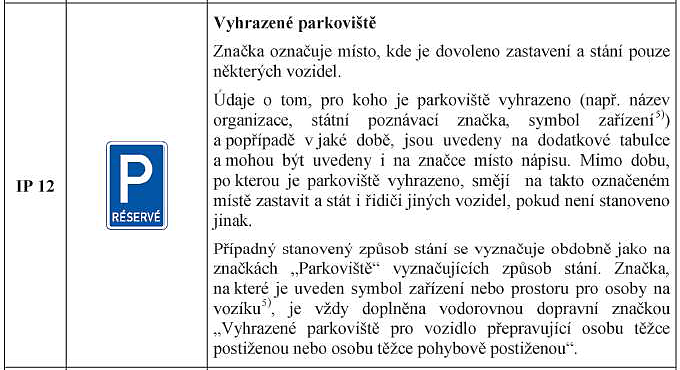 Vyhrazené parkoviště
Značka označuje místo, kde je dovoleno zastavení a stání pouze
některých vozidel.
Údaje o tom, pro koho je parkoviště vyhrazeno (např. název
organizace, státní poznávací značka, symbol zařízení⁵⁾)
a popřípadě v jaké době, jsou uvedeny na dodatkové tabulce
a mohou být uvedeny i na značce místo nápisu. Mimo dobu,
po kterou je parkoviště vyhrazeno, smějí na takto označeném
místě zastavit a stát i řidiči jiných vozidel, pokud není stanoveno
jinak.
Případný stanovený způsob stání se vyznačuje obdobně jako na
značkách „Parkoviště“ vyznačujících způsob stání. Značka,
na které je uveden symbol zařízení nebo prostoru pro osoby na
vozíku⁵⁾, je vždy doplněna vodorovnou dopravní značkou
„Vyhrazené parkoviště pro vozidlo přepravující osobu těžce
postiženou nebo osobu těžce pohybově postiženou“.
IP 12
P
RÉSERVÉ